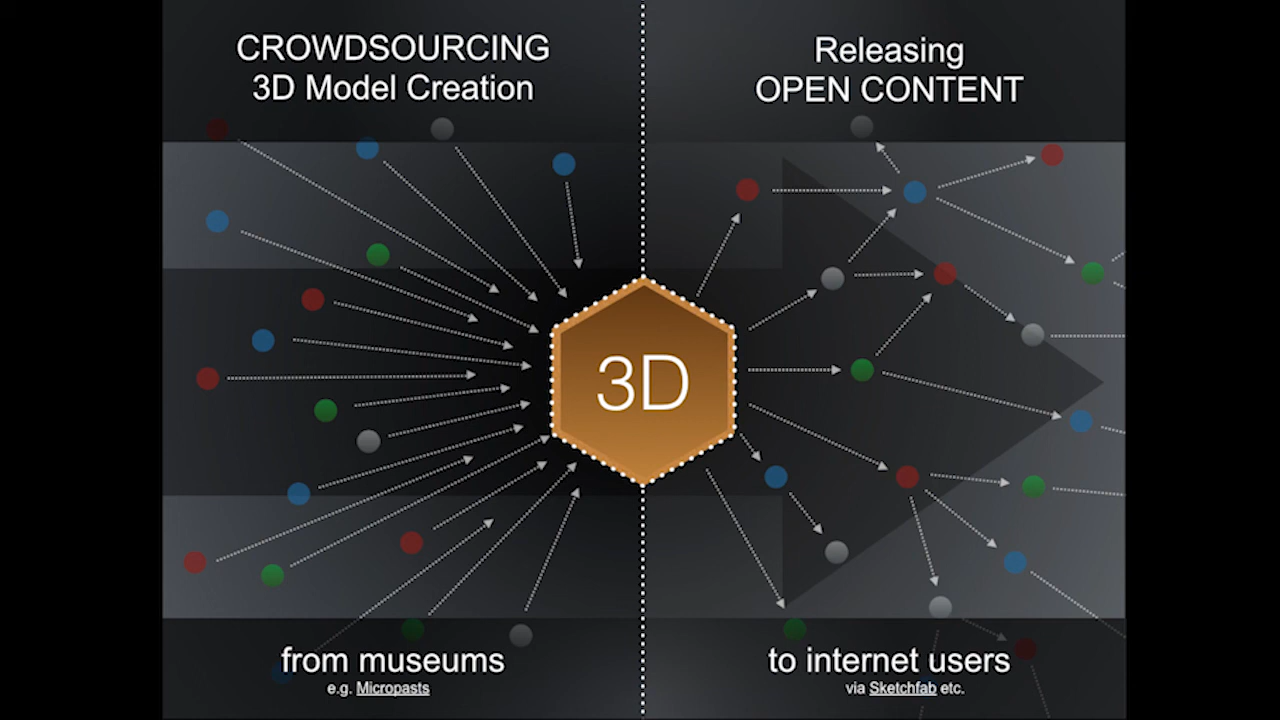 CROWDSOURCING
3D Model Creation
Releasing
OPEN CONTENT
3D
from museums
e.g. Micropasts
to internet users
via Sketchfab etc.